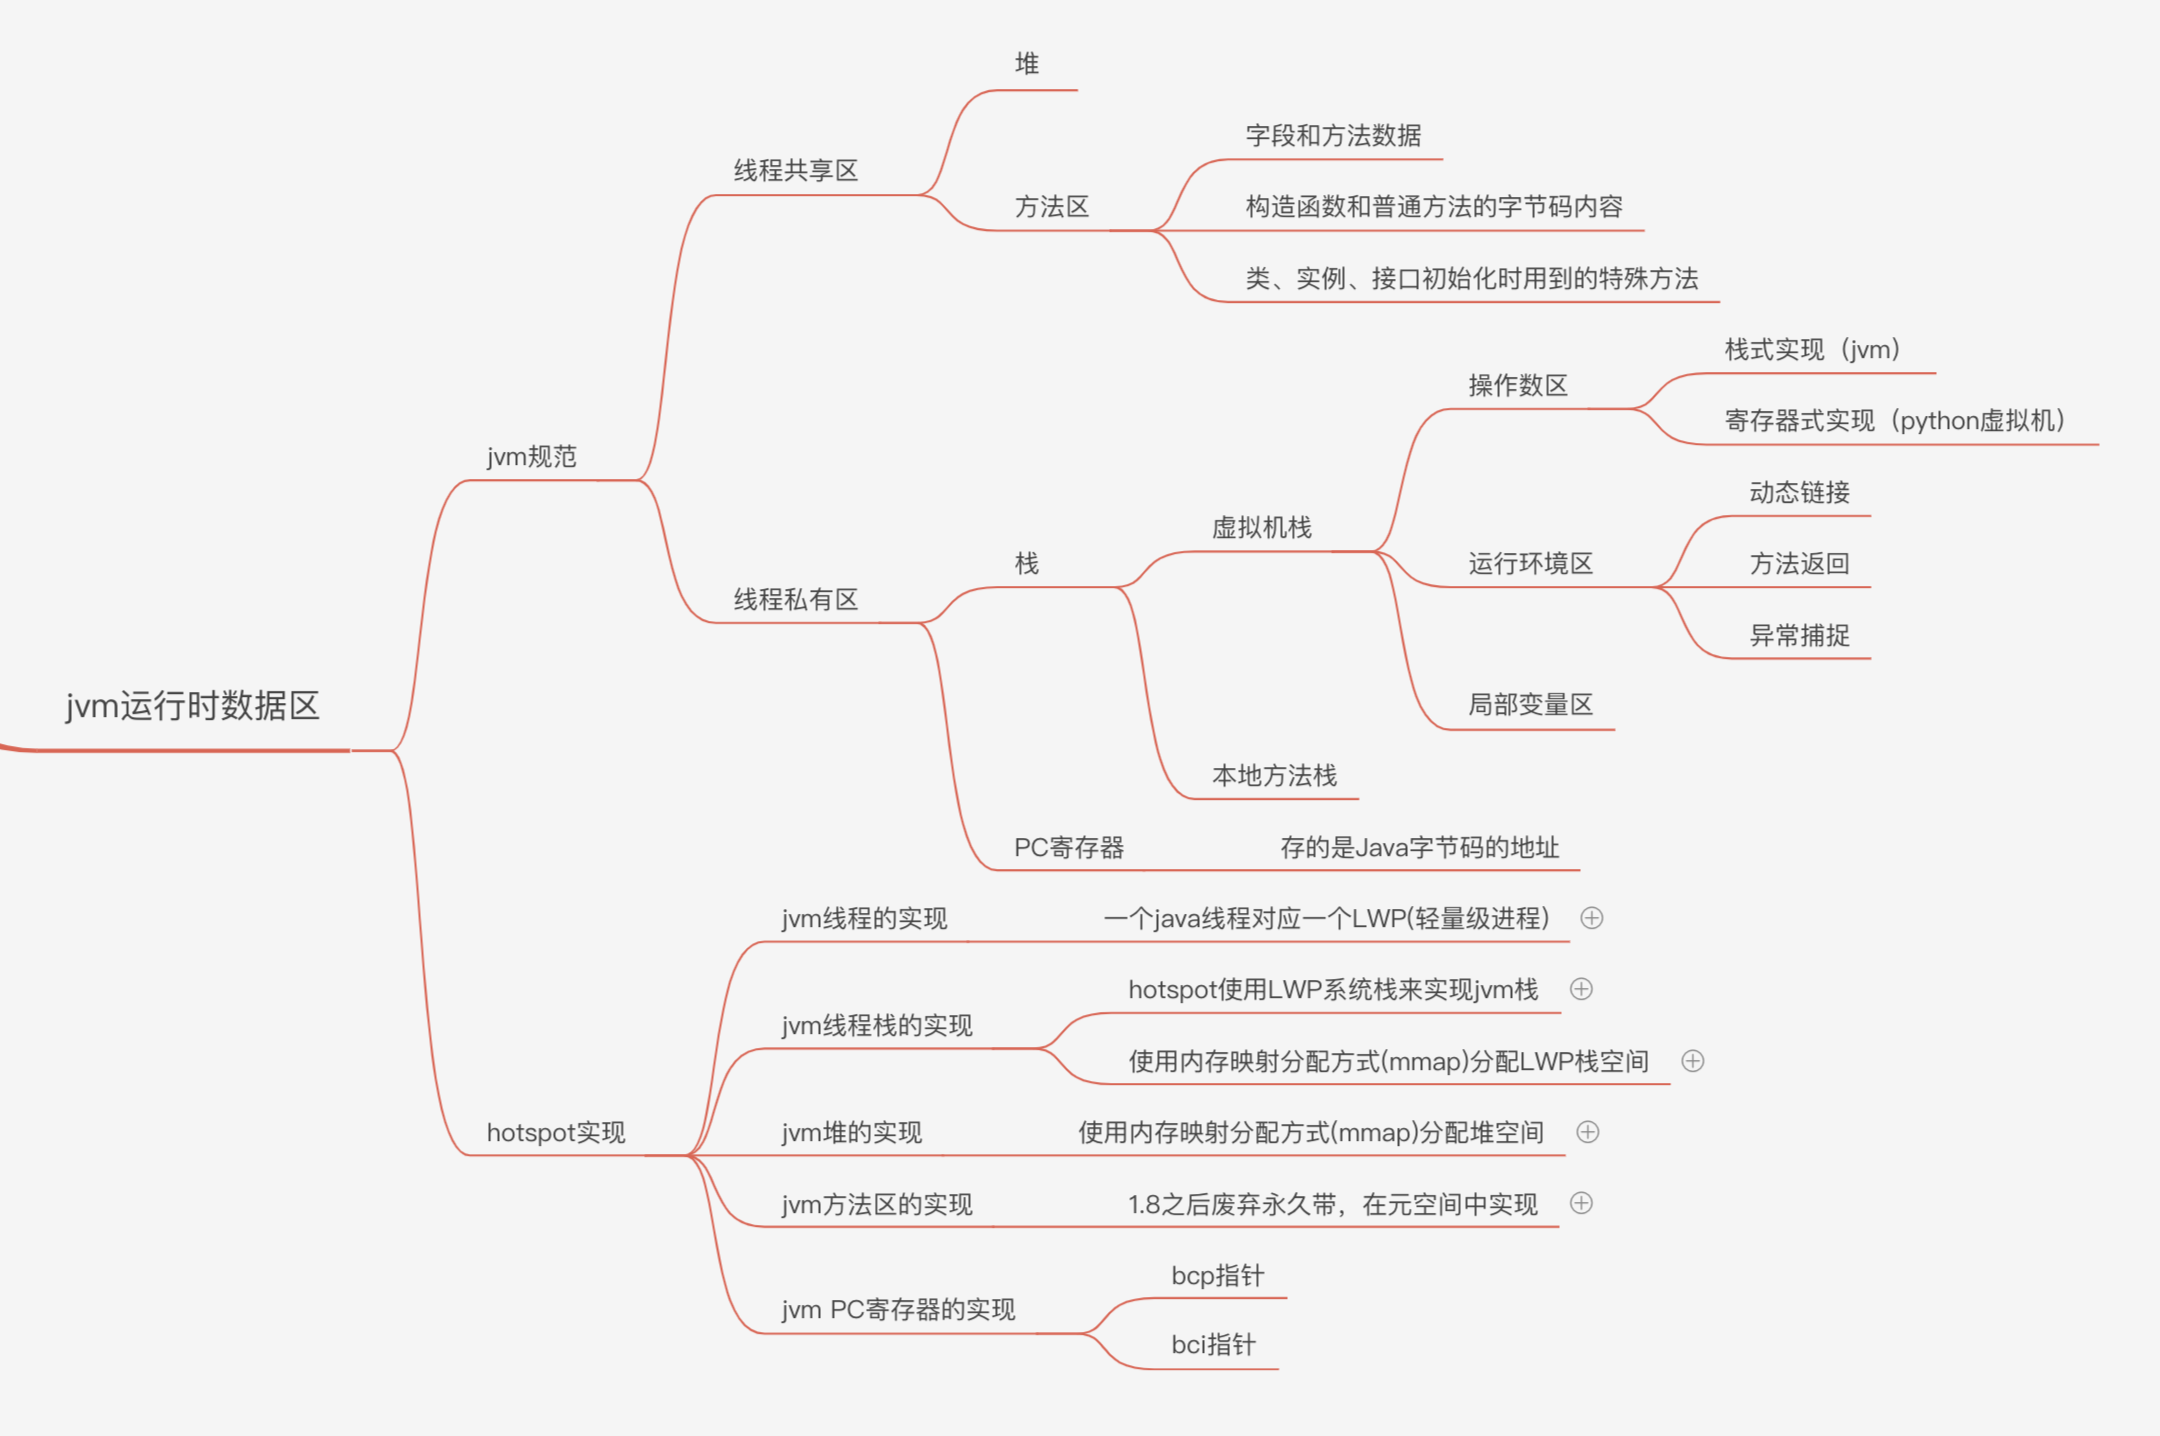 堆
字段和方法数据
线程共享区
方法区
构造函数和普通方法的字节码内容
类、实例、接口初始化时用到的特殊方法
栈式实现（jvm）
操作数区
寄存器式实现（python虚拟机）
jvm规范
动态链接
虚拟机栈
栈
运行环境区
方法返回
线程私有区
异常捕捉
jvm运行时数据区
局部变量区
本地方法栈
PC寄存器
存的是Java字节码的地址
jvm线程的实现
一个java线程对应一个LWP(轻量级进程)
hotspot使用LWP系统栈来实现jvm栈
jvm线程栈的实现
使用内存映射分配方式(mmap)分配LWP栈空间
hotspot实现
jvm堆的实现
使用内存映射分配方式(mmap)分配堆空间
jvm方法区的实现
1.8之后废弃永久带，在元空间中实现
bcp指针
jvm PC寄存器的实现
bci指针